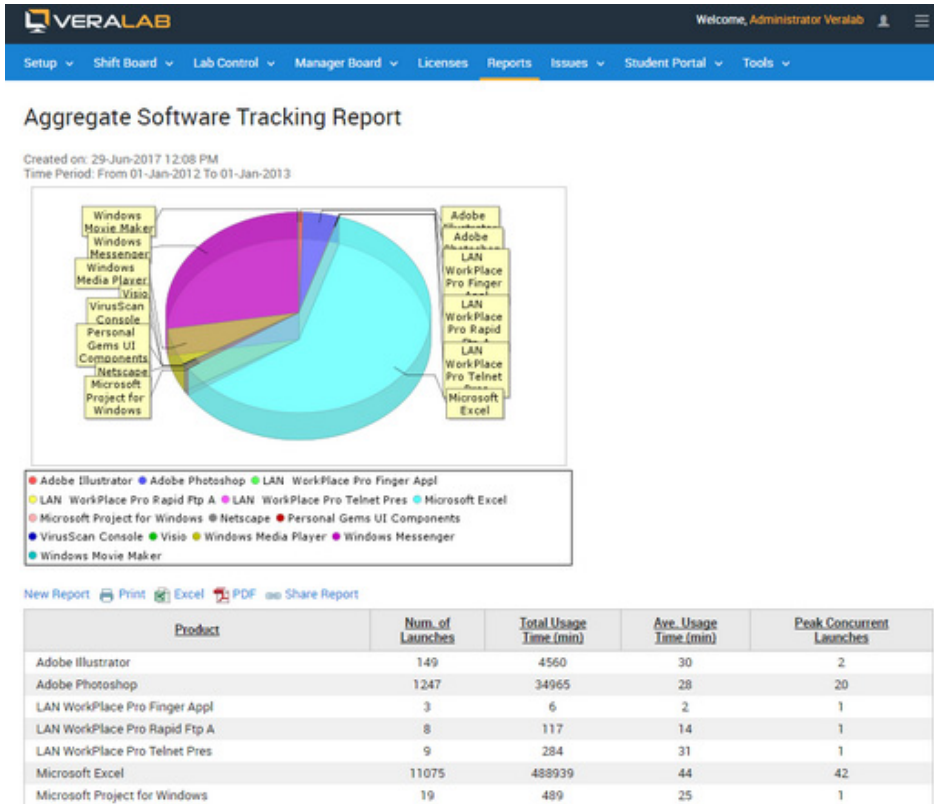 VERALAB
Welcome, Administrator Veralab
Setup Shift Board Lab Control Manager Board Licenses Reports Issues Student Portal Tools
Aggregate Software Tracking Report
Created on: 29-Jun-2017 12:08 PM
Time Period: From 01-Jan-2012 To 01-Jan-2013
Windows
Movie Maker
Windows
Messenger
Windows
Media Player
Visio
VirusScan
Console
Personal
Gems UI
Components
Netscape
Microsoft
Project for
Windows
Adobe
Illustrator
Adobe
Photoshop
LAN
WorkPlace
Pro Finger
Appl
LAN
WorkPlace
Pro Rapid
Ftp A
LAN
WorkPlace
Pro Telnet
Pres
Microsoft
Excel
Adobe Illustrator Adobe Photoshop LAN WorkPlace Pro Finger Appl
LAN WorkPlace Pro Rapid Ftp A LAN WorkPlace Pro Telnet Pres Microsoft Excel
Microsoft Project for Windows Netscape Personal Gems UI Components
VirusScan Console Visio Windows Media Player Windows Messenger
Windows Movie Maker
New Report Print Excel PDF Share Report
Product Num. of Launches Total Usage Time (min) Ave. Usage Time (min) Peak Concurrent Launches
Adobe Illustrator 149 4560 30 2
Adobe Photoshop 1247 34965 28 20
LAN WorkPlace Pro Finger Appl 3 6 2 1
LAN WorkPlace Pro Rapid Ftp A 8 117 14 1
LAN WorkPlace Pro Telnet Pres 9 284 31 1
Microsoft Excel 11075 488939 44 42
Microsoft Project for Windows 19 489 25 1